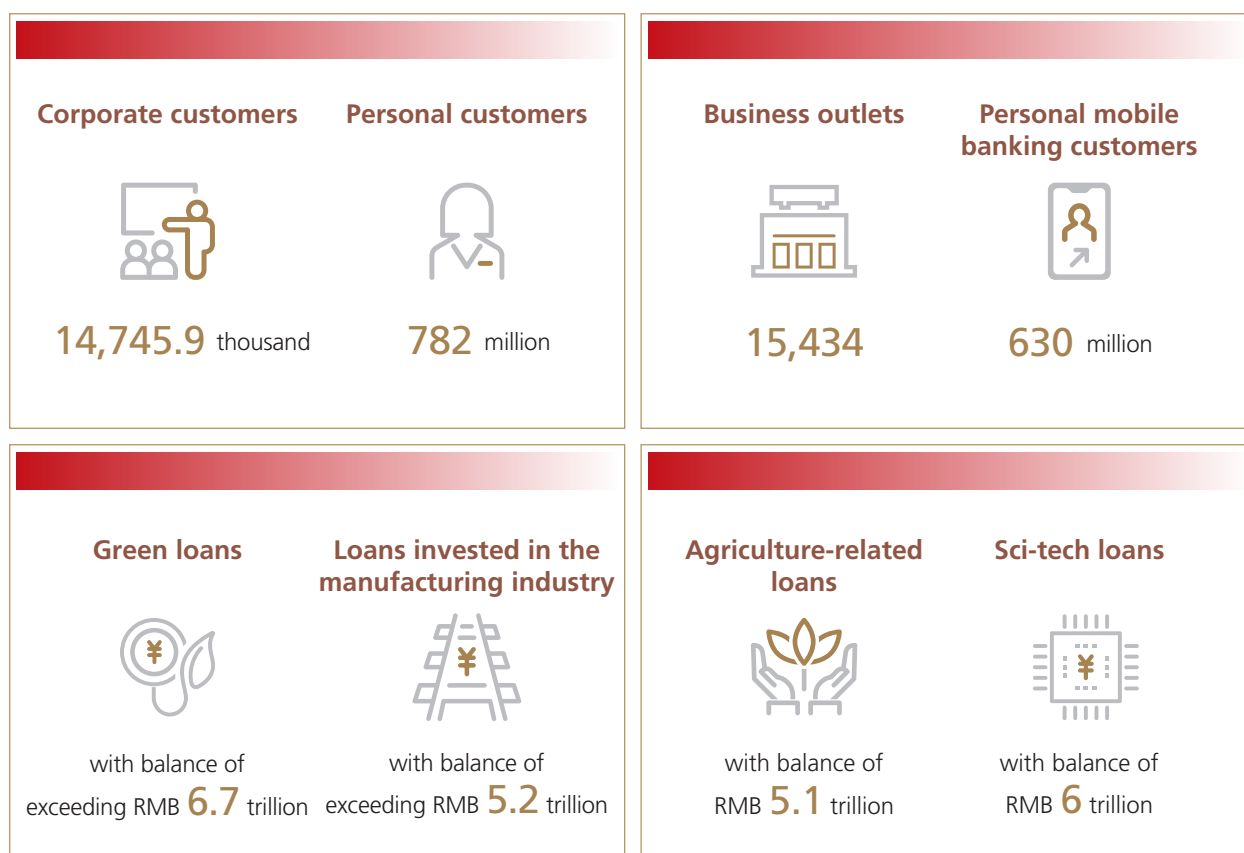 Corporate customers
14,745.9 thousand
Personal customers
782 million
Business outlets
15,434
Personal mobile
banking customers
630 million
Green loans
¥
with balance of
exceeding RMB 6.7 trillion
Loans invested in the
manufacturing industry
¥
with balance of
exceeding RMB 5.2 trillion
Agriculture-related
loans
with balance of
RMB 5.1 trillion
Sci-tech loans
¥
with balance of
RMB 6 trillion